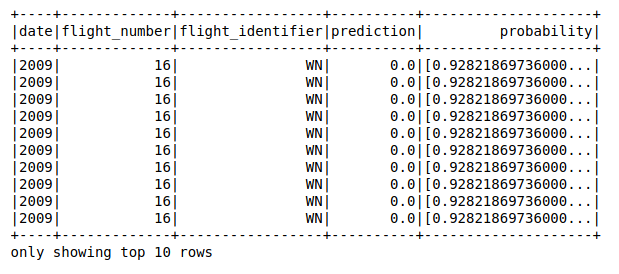 +----+-------------+-----------------+----------+--------------------+
|date|flight_number|flight_identifier|prediction|         probability|
+----+-------------+-----------------+----------+--------------------+
|2009|           16|               WN|       0.0|[0.92821869736000...|
|2009|           16|               WN|       0.0|[0.92821869736000...|
|2009|           16|               WN|       0.0|[0.92821869736000...|
|2009|           16|               WN|       0.0|[0.92821869736000...|
|2009|           16|               WN|       0.0|[0.92821869736000...|
|2009|           16|               WN|       0.0|[0.92821869736000...|
|2009|           16|               WN|       0.0|[0.92821869736000...|
|2009|           16|               WN|       0.0|[0.92821869736000...|
|2009|           16|               WN|       0.0|[0.92821869736000...|
|2009|           16|               WN|       0.0|[0.92821869736000...|
+----+-------------+-----------------+----------+--------------------+
only showing top 10 rows